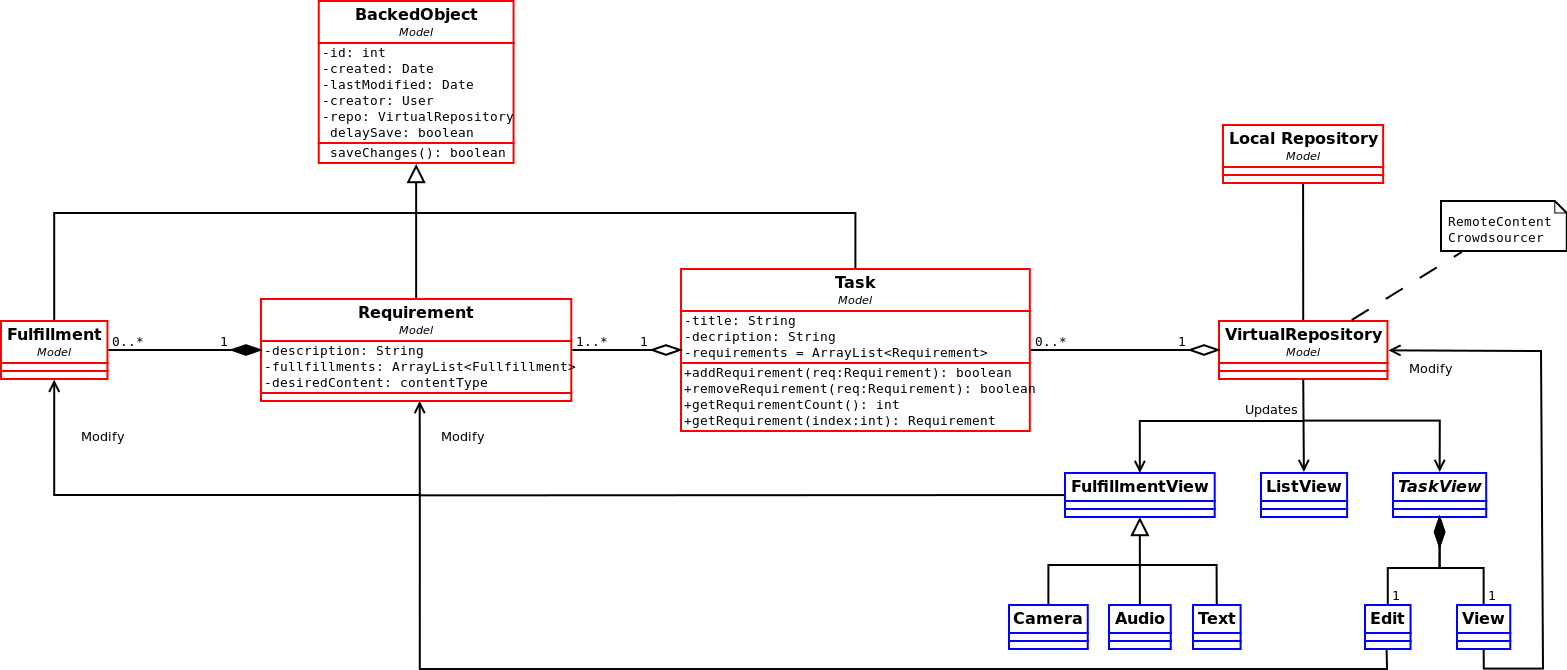 BackedObject
Model
-id: int
-created: Date
-lastModified: Date
-creator: User
-repo: VirtualRepository
delaySave: boolean
saveChanges(): boolean
Local Repository
Model
RemoteContent
Crowdsourcer
Fulfillment
Model
0..*
1
Requirement
Model
-description: String
-fullfillments: ArrayList<Fullfillment>
-desiredContent: contentType
1..*
1
Task
Model
-title: String
-decription: String
-requirements = ArrayList<Requirement>
+addRequirement(req:Requirement): boolean
+removeRequirement(req:Requirement): boolean
+getRequirementCount(): int
+getRequirement(index:int): Requirement
0..*
1
VirtualRepository
Model
Modify
Updates
Modify
Modify
FulfillmentView
ListView
TaskView
1
1
Camera
Audio
Text
Edit
View